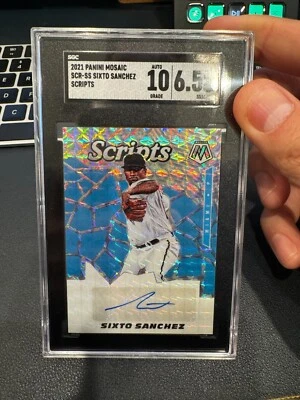 SGC
2021 PANINI MOSAIC
SCR-SS SIXTO SANCHEZ
SCRIPTS
AUTO
10
GRADE
6.5
Scripts
M
SIXTO SANCHEZ